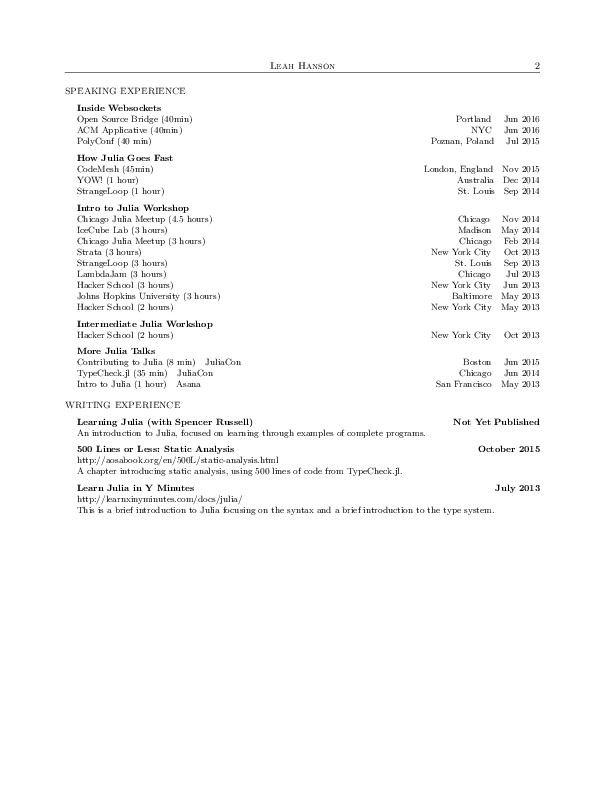 Leah Hanson 2
SPEAKING EXPERIENCE
Inside Websockets
Open Source Bridge (40min) Portland Jun 2016
ACM Applicative (40min) NYC Jun 2016
PolyConf (40 min) Poznan, Poland Jul 2015
How Julia Goes Fast
CodeMesh (45min) London, England Nov 2015
YOW! (1 hour) Australia Dec 2014
StrangeLoop (1 hour) St. Louis Sep 2014
Intro to Julia Workshop
Chicago Julia Meetup (4.5 hours) Chicago Nov 2014
IceCube Lab (3 hours) Madison May 2014
Chicago Julia Meetup (3 hours) Chicago Feb 2014
Strata (3 hours) New York City Oct 2013
StrangeLoop (3 hours) St. Louis Sep 2013
LambdaJam (3 hours) Chicago Jul 2013
Hacker School (3 hours) New York City Jun 2013
Johns Hopkins University (3 hours) Baltimore May 2013
Hacker School (2 hours) New York City May 2013
Intermediate Julia Workshop
Hacker School (2 hours) New York City Oct 2013
More Julia Talks
Contributing to Julia (8 min) JuliaCon Boston Jun 2015
TypeCheck.jl (35 min) JuliaCon Chicago Jun 2014
Intro to Julia (1 hour) Asana San Francisco May 2013
WRITING EXPERIENCE
Learning Julia (with Spencer Russell) Not Yet Published
An introduction to Julia, focused on learning through examples of complete programs.
500 Lines or Less: Static Analysis October 2015
http://aosabook.org/en/500L/static-analysis.html
A chapter introducing static analysis, using 500 lines of code from TypeCheck.jl.
Learn Julia in Y Minutes July 2013
http://learnxinyminutes.com/docs/julia/
This is a brief introduction to Julia focusing on the syntax and a brief introduction to the type system.